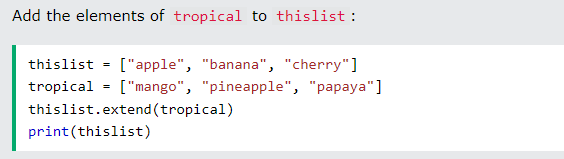 Add the elements of tropical to thislist:
thislist = ["apple", "banana", "cherry"]
tropical = ["mango", "pineapple", "papaya"]
thislist.extend(tropical)
print(thislist)